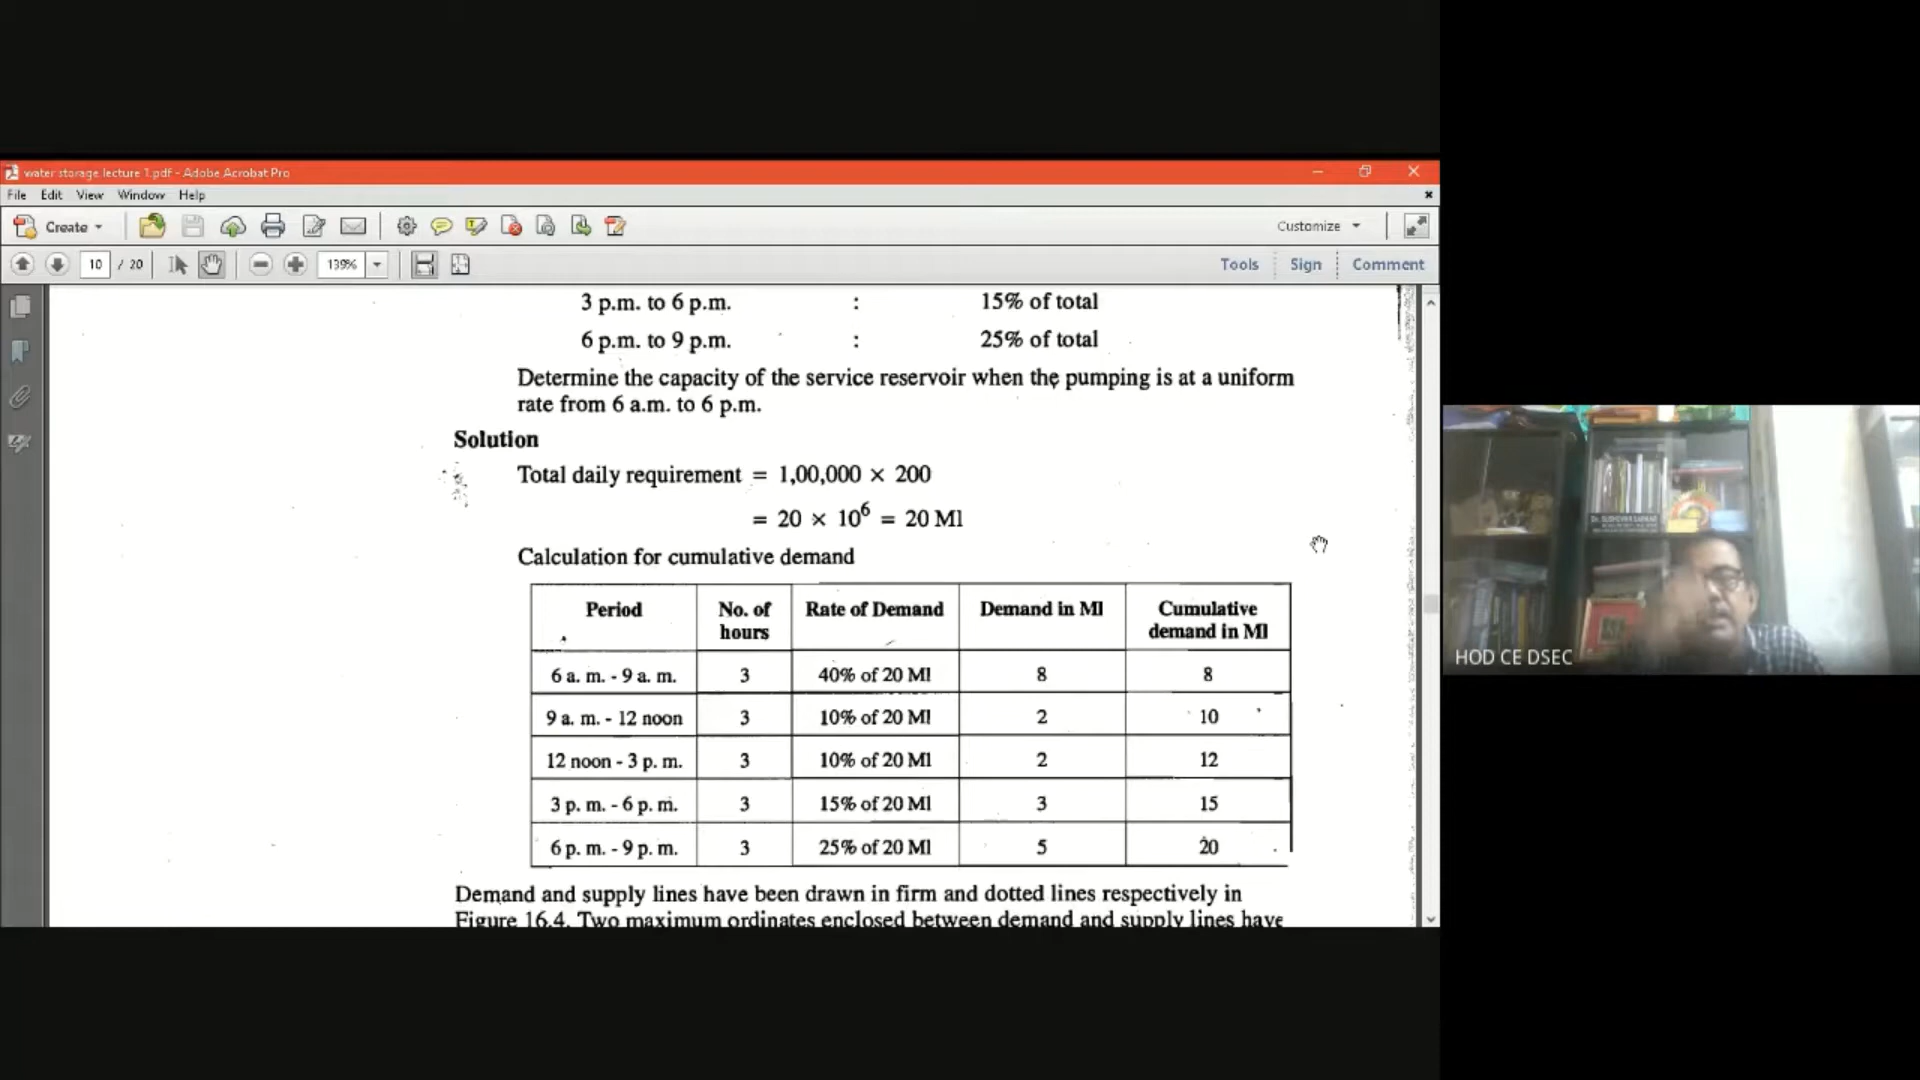 water storage lecture 1.pdf - Adobe Acrobat Pro
File Edit View Window Help
Create
Customize
10 / 20
139%
Tools Sign Comment
3 p.m. to 6 p.m. : 15% of total
6 p.m. to 9 p.m. : 25% of total
Determine the capacity of the service reservoir when the pumping is at a uniform
rate from 6 a.m. to 6 p.m.
Solution
Total daily requirement = 1,00,000 × 200
= 20 × 10⁶ = 20 Ml
Calculation for cumulative demand
Period No. of hours Rate of Demand Demand in Ml Cumulative demand in Ml
6 a. m. - 9 a. m. 3 40% of 20 Ml 8 8
9 a. m. - 12 noon 3 10% of 20 Ml 2 10
12 noon - 3 p. m. 3 10% of 20 Ml 2 12
3 p. m. - 6 p. m. 3 15% of 20 Ml 3 15
6 p. m. - 9 p. m. 3 25% of 20 Ml 5 20
Demand and supply lines have been drawn in firm and dotted lines respectively in
Figure 16.4. Two maximum ordinates enclosed between demand and supply lines have
HOD CE DSEC